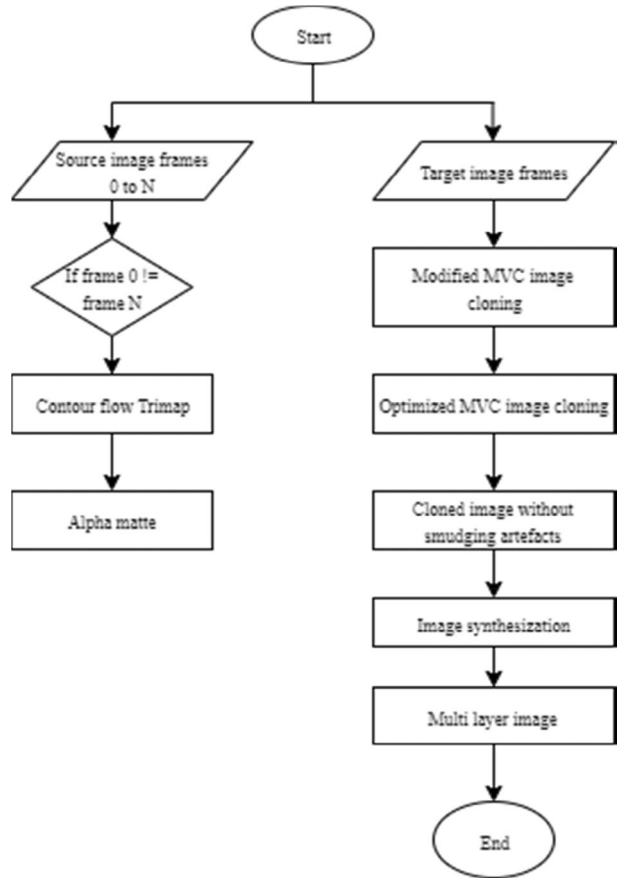 Start
Source image frames
0 to N
If frame 0 !=
frame N
Contour flow Trimap
Alpha matte
Target image frames
Modified MVC image
cloning
Optimized MVC image cloning
Cloned image without
smudging artefacts
Image synthesization
Multi layer image
End